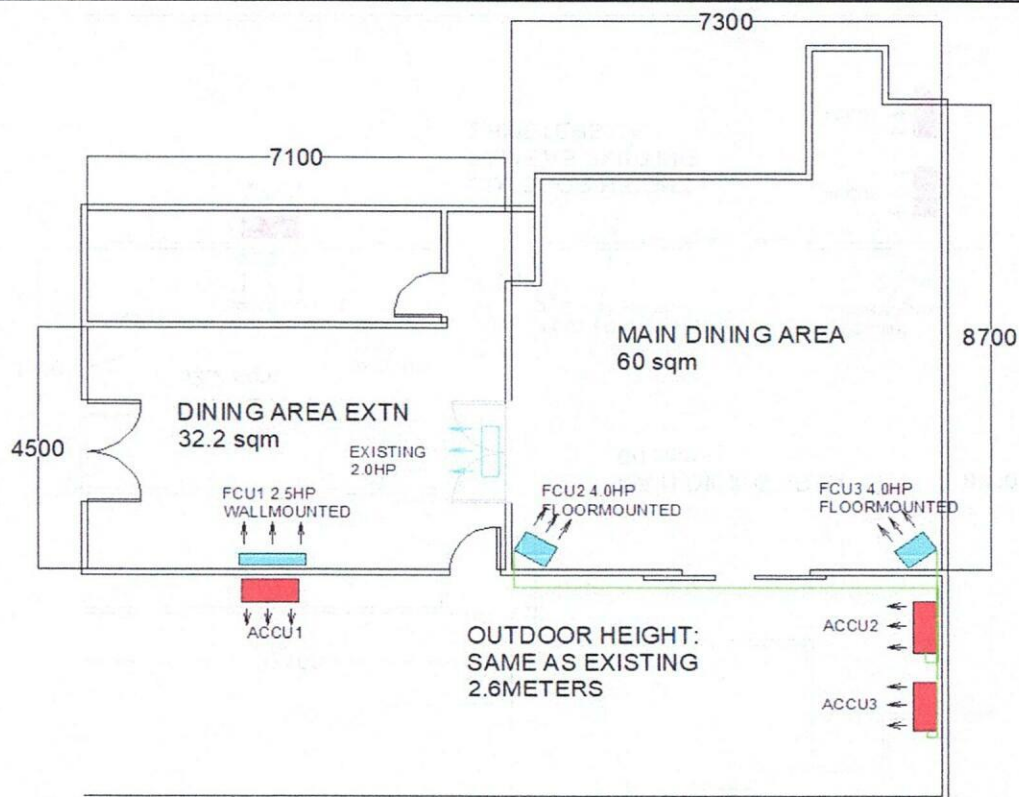 7300
7100
MAIN DINING AREA
60 sqm
8700
DINING AREA EXTN
32.2 sqm
4500
EXISTING
2.0HP
FCU1 2.5HP
WALLMOUNTED
FCU2 4.0HP
FLOORMOUNTED
FCU3 4.0HP
FLOORMOUNTED
ACCU1
OUTDOOR HEIGHT:
SAME AS EXISTING
2.6METERS
ACCU2
ACCU3